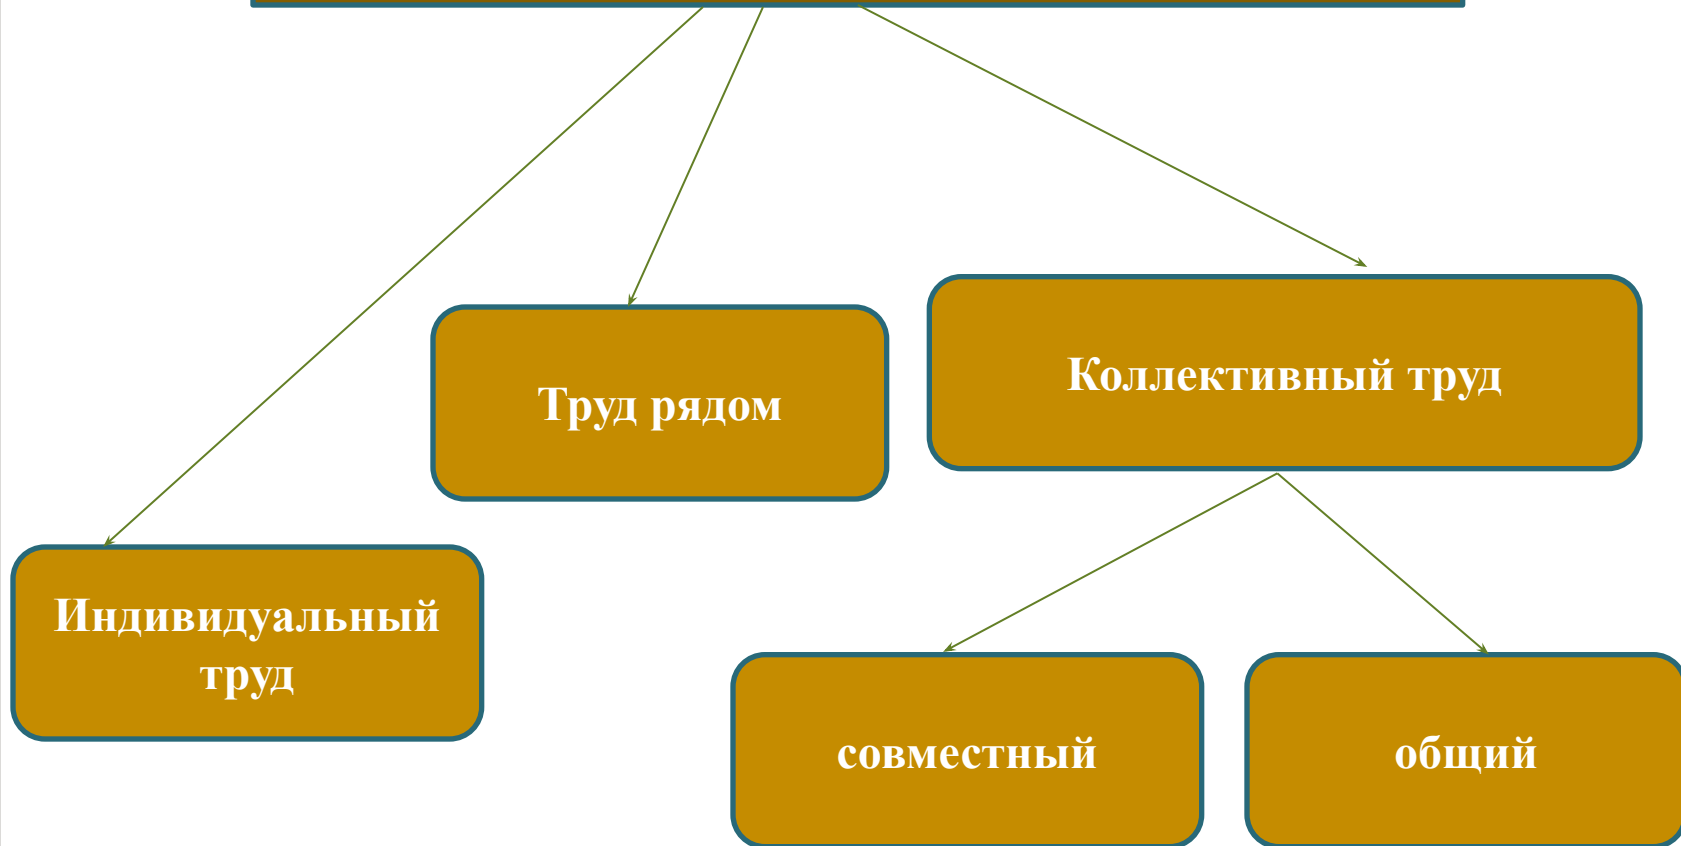 Коллективный труд
Труд рядом
Индивидуальный
труд
совместный
общий